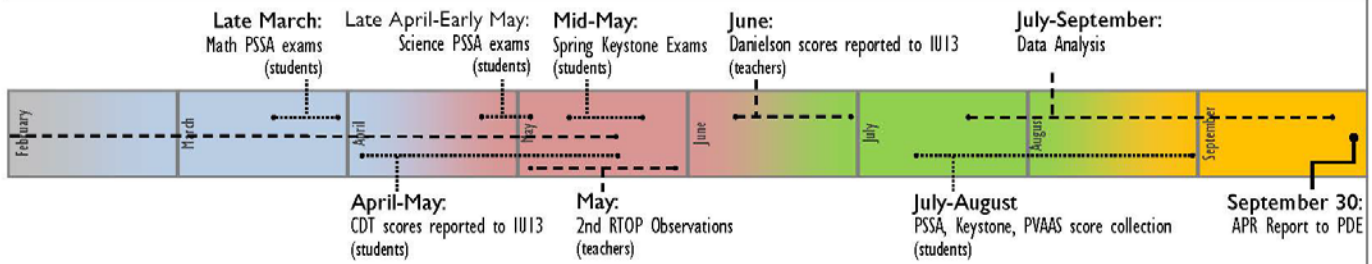 Late March:
Math PSSA exams
(students)
Late April-Early May:
Science PSSA exams
(students)
Mid-May:
Spring Keystone Exams
(students)
June:
Danielson scores reported to IU13
(teachers)
July-September:
Data Analysis
February
March
April
May
June
July
August
September
April-May:
CDT scores reported to IU13
(students)
May:
2nd RTOP Observations
(teachers)
July-August
PSSA, Keystone, PVAAS score collection
(students)
September 30:
APR Report to PDE